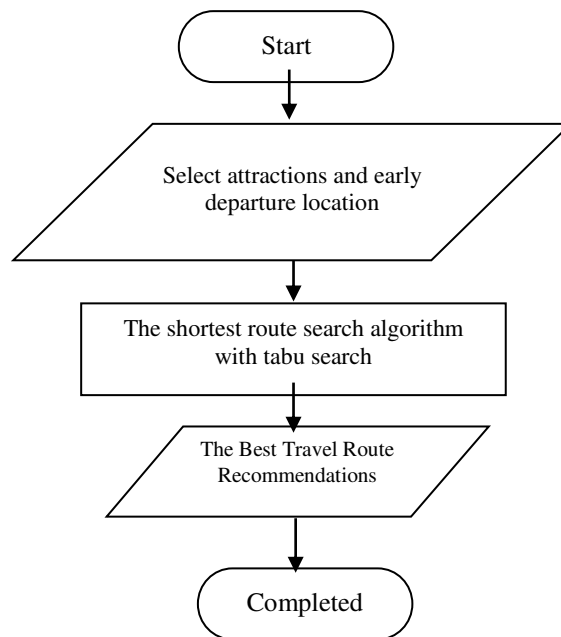 Start
Select attractions and early
departure location
The shortest route search algorithm
with tabu search
The Best Travel Route
Recommendations
Completed